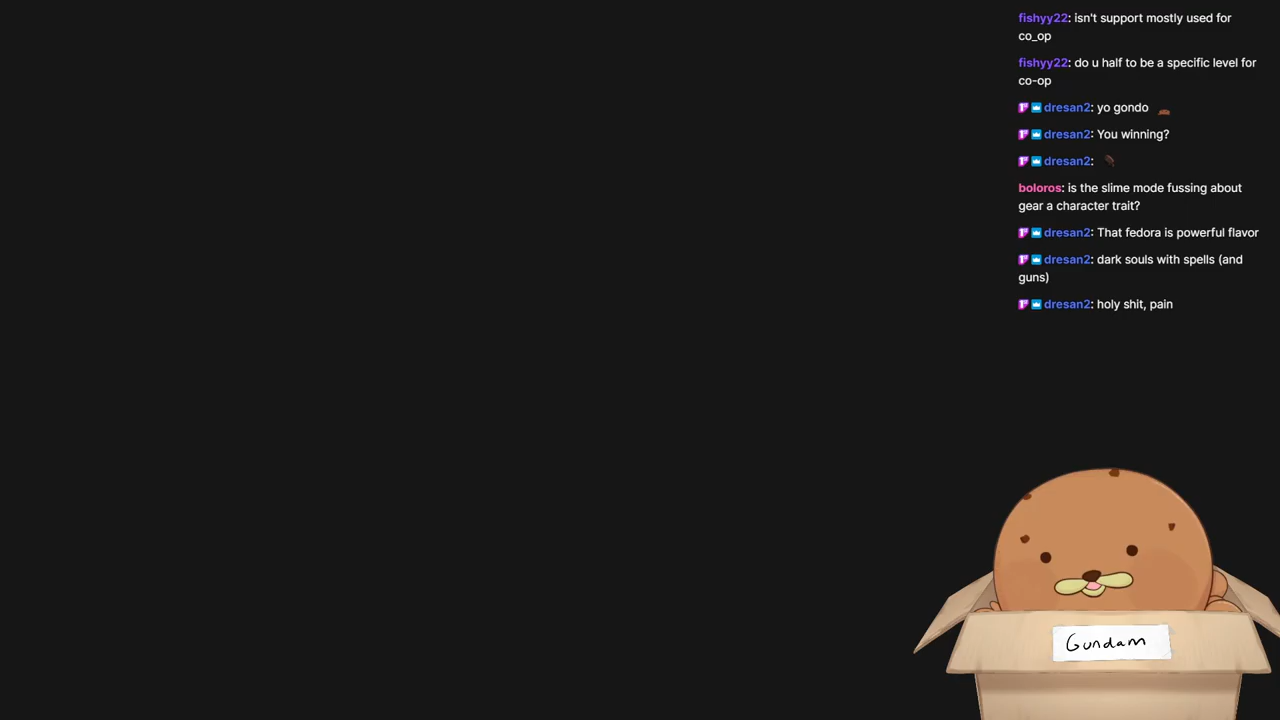 fishyy22: isn't support mostly used for
co_op
fishyy22: do u half to be a specific level for
co-op
dresan2: yo gondo
dresan2: You winning?
dresan2:
boloros: is the slime mode fussing about
gear a character trait?
dresan2: That fedora is powerful flavor
dresan2: dark souls with spells (and
guns)
dresan2: holy shit, pain
Gundam